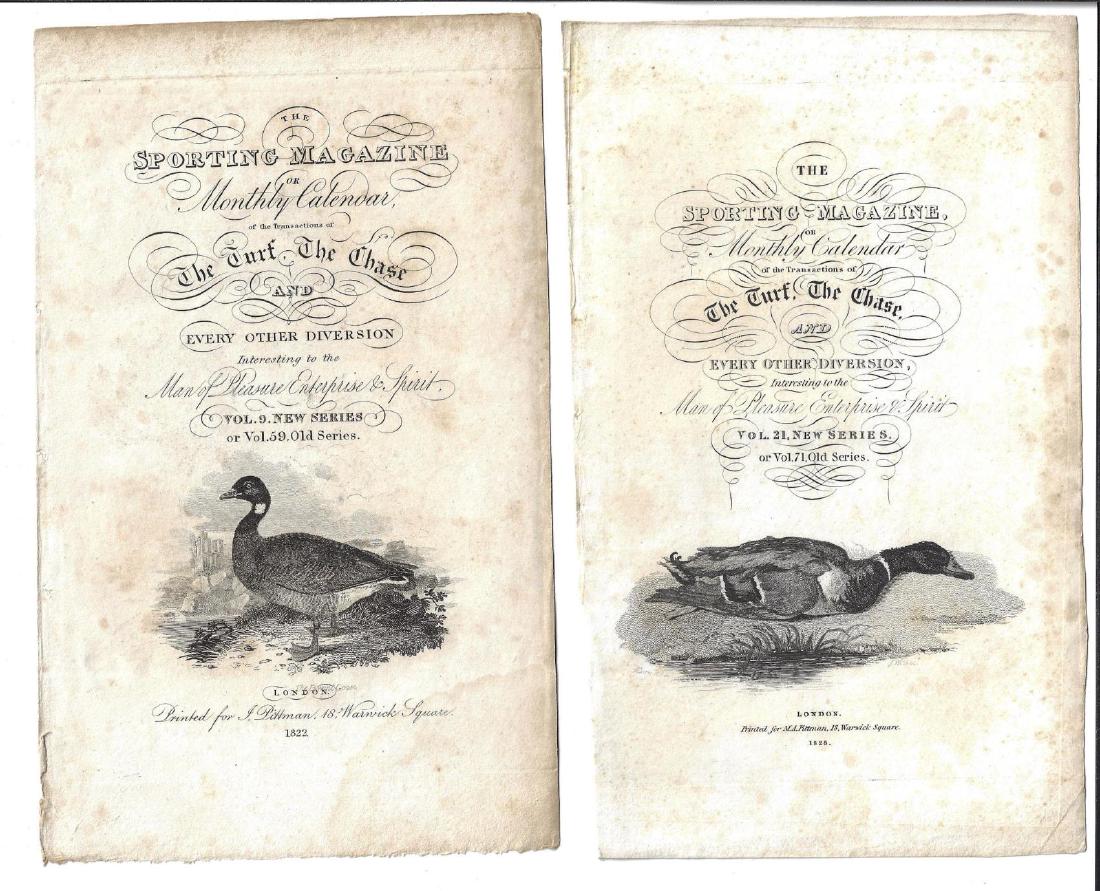 THE
SPORTING MAGAZINE
OR
Monthly Calendar,
of the Transactions of
The Turf, The Chase
AND
EVERY OTHER DIVERSION
Interesting to the
Man of Pleasure Enterprise & Spirit.
VOL. 9. NEW SERIES
or Vol. 59. Old Series.
LONDON.
Printed for J. Pittman, 18, Warwick Square.
1822.
THE
SPORTING MAGAZINE,
OR
Monthly Calendar
of the Transactions of
The Turf, The Chase,
AND
EVERY OTHER DIVERSION,
Interesting to the
Man of Pleasure Enterprise & Spirit
VOL. 21, NEW SERIES.
or Vol. 71, Old Series.
LONDON.
Printed for M.A. Pittman, 18, Warwick Square.
1828.